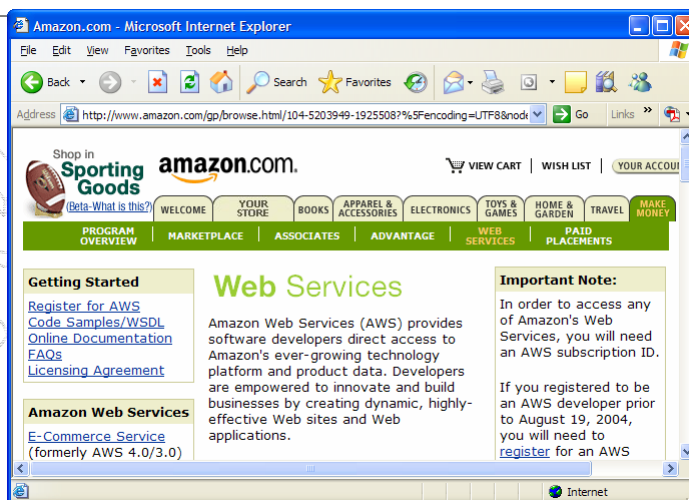 Amazon.com - Microsoft Internet Explorer
File Edit View Favorites Tools Help
Back Search Favorites
Address http://www.amazon.com/gp/browse.html/104-5203949-1925508?%5Fencoding=UTF8&node Go Links »
Shop in
Sporting
Goods
(Beta-What is this?)
amazon.com.
VIEW CART | WISH LIST | YOUR ACCOU
WELCOME YOUR STORE BOOKS APPAREL & ACCESSORIES ELECTRONICS TOYS & GAMES HOME & GARDEN TRAVEL MAKE MONEY
PROGRAM OVERVIEW | MARKETPLACE | ASSOCIATES | ADVANTAGE | WEB SERVICES | PAID PLACEMENTS
Getting Started
Register for AWS
Code Samples/WSDL
Online Documentation
FAQs
Licensing Agreement
Amazon Web Services
E-Commerce Service
(formerly AWS 4.0/3.0)
Web Services
Amazon Web Services (AWS) provides
software developers direct access to
Amazon's ever-growing technology
platform and product data. Developers
are empowered to innovate and build
businesses by creating dynamic, highly-
effective Web sites and Web
applications.
Important Note:
In order to access any
of Amazon's Web
Services, you will need
an AWS subscription ID.
If you registered to be
an AWS developer prior
to August 19, 2004,
you will need to
register for an AWS
Internet